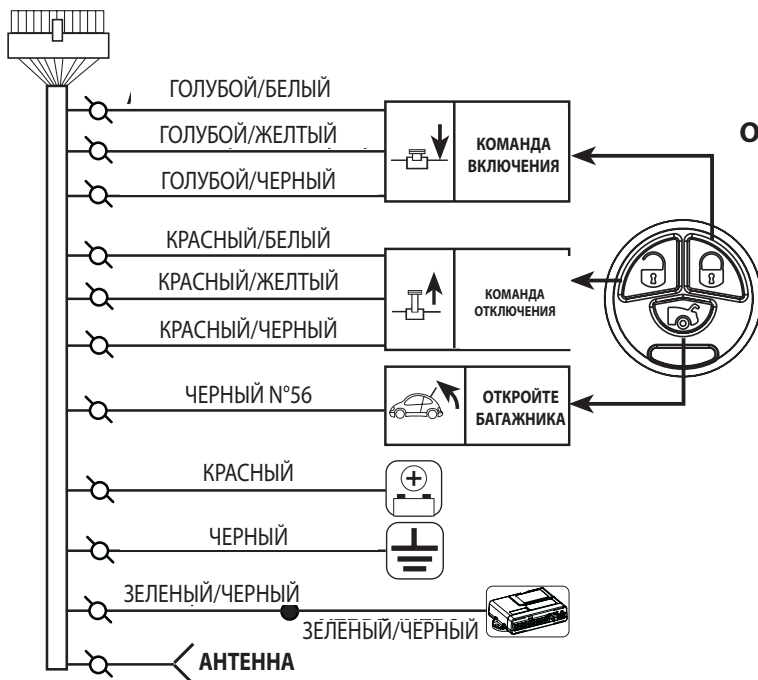 ГОЛУБОЙ/БЕЛЫЙ
ГОЛУБОЙ/ЖЕЛТЫЙ
ГОЛУБОЙ/ЧЕРНЫЙ
КОМАНДА
ВКЛЮЧЕНИЯ
О
КРАСНЫЙ/БЕЛЫЙ
КРАСНЫЙ/ЖЕЛТЫЙ
КРАСНЫЙ/ЧЕРНЫЙ
КОМАНДА
ОТКЛЮЧЕНИЯ
ЧЕРНЫЙ N°56
ОТКРОЙТЕ
БАГАЖНИКА
КРАСНЫЙ
ЧЕРНЫЙ
ЗЕЛЕНЫЙ/ЧЕРНЫЙ
ЗЕЛЕНЫЙ/ЧЕРНЫЙ
АНТЕННА